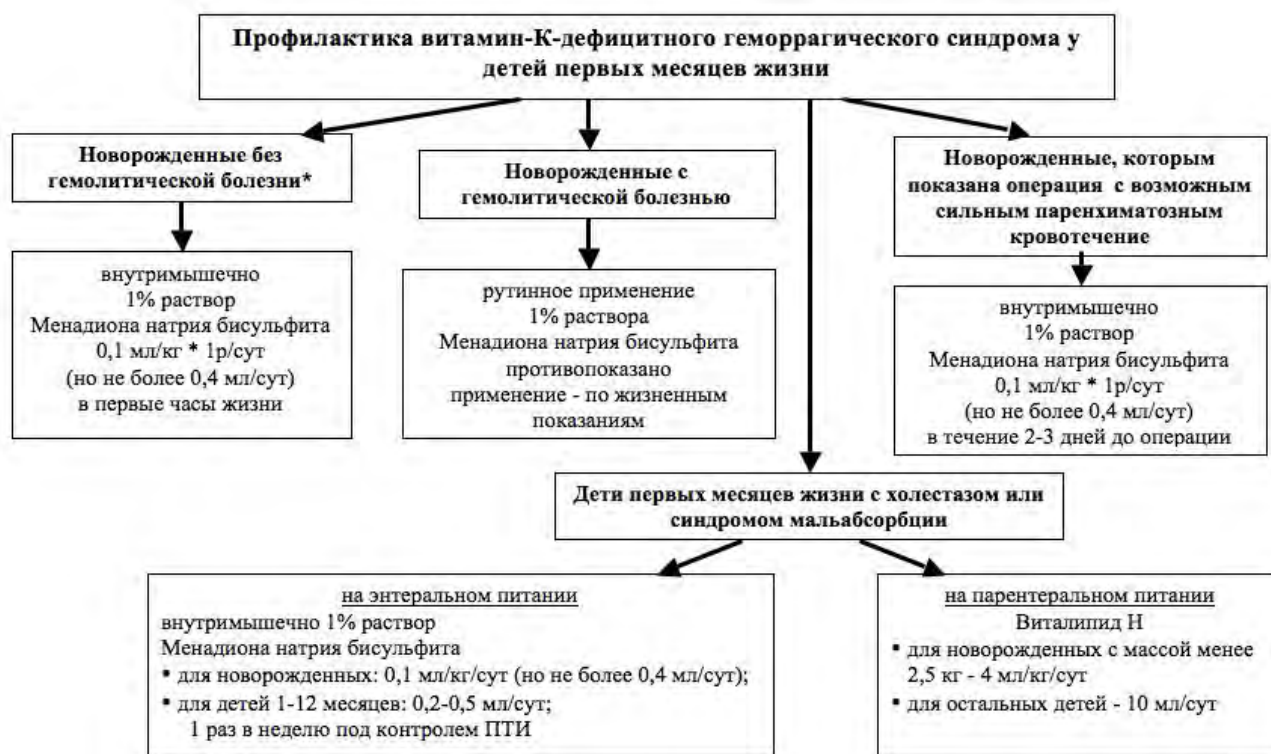 Профилактика витамин-К-дефицитного геморрагического синдрома у
детей первых месяцев жизни
Новорожденные без
гемолитической болезни*
внутримышечно
1% раствор
Менадиона натрия бисульфита
0,1 мл/кг * 1р/сут
(но не более 0,4 мл/сут)
в первые часы жизни
Новорожденные с
гемолитической болезнью
рутинное применение
1% раствора
Менадиона натрия бисульфита
противопоказано
применение - по жизненным
показаниям
Новорожденные, которым
показана операция с возможным
сильным паренхиматозным
кровотечение
внутримышечно
1% раствор
Менадиона натрия бисульфита
0,1 мл/кг * 1р/сут
(но не более 0,4 мл/сут)
в течение 2-3 дней до операции
Дети первых месяцев жизни с холестазом или
синдромом мальабсорбции
на энтеральном питании
внутримышечно 1% раствор
Менадиона натрия бисульфита
▪ для новорожденных: 0,1 мл/кг/сут (но не более 0,4 мл/сут);
▪ для детей 1-12 месяцев: 0,2-0,5 мл/сут;
1 раз в неделю под контролем ПТИ
на парентеральном питании
Виталипид Н
▪ для новорожденных с массой менее
2,5 кг - 4 мл/кг/сут
▪ для остальных детей - 10 мл/сут